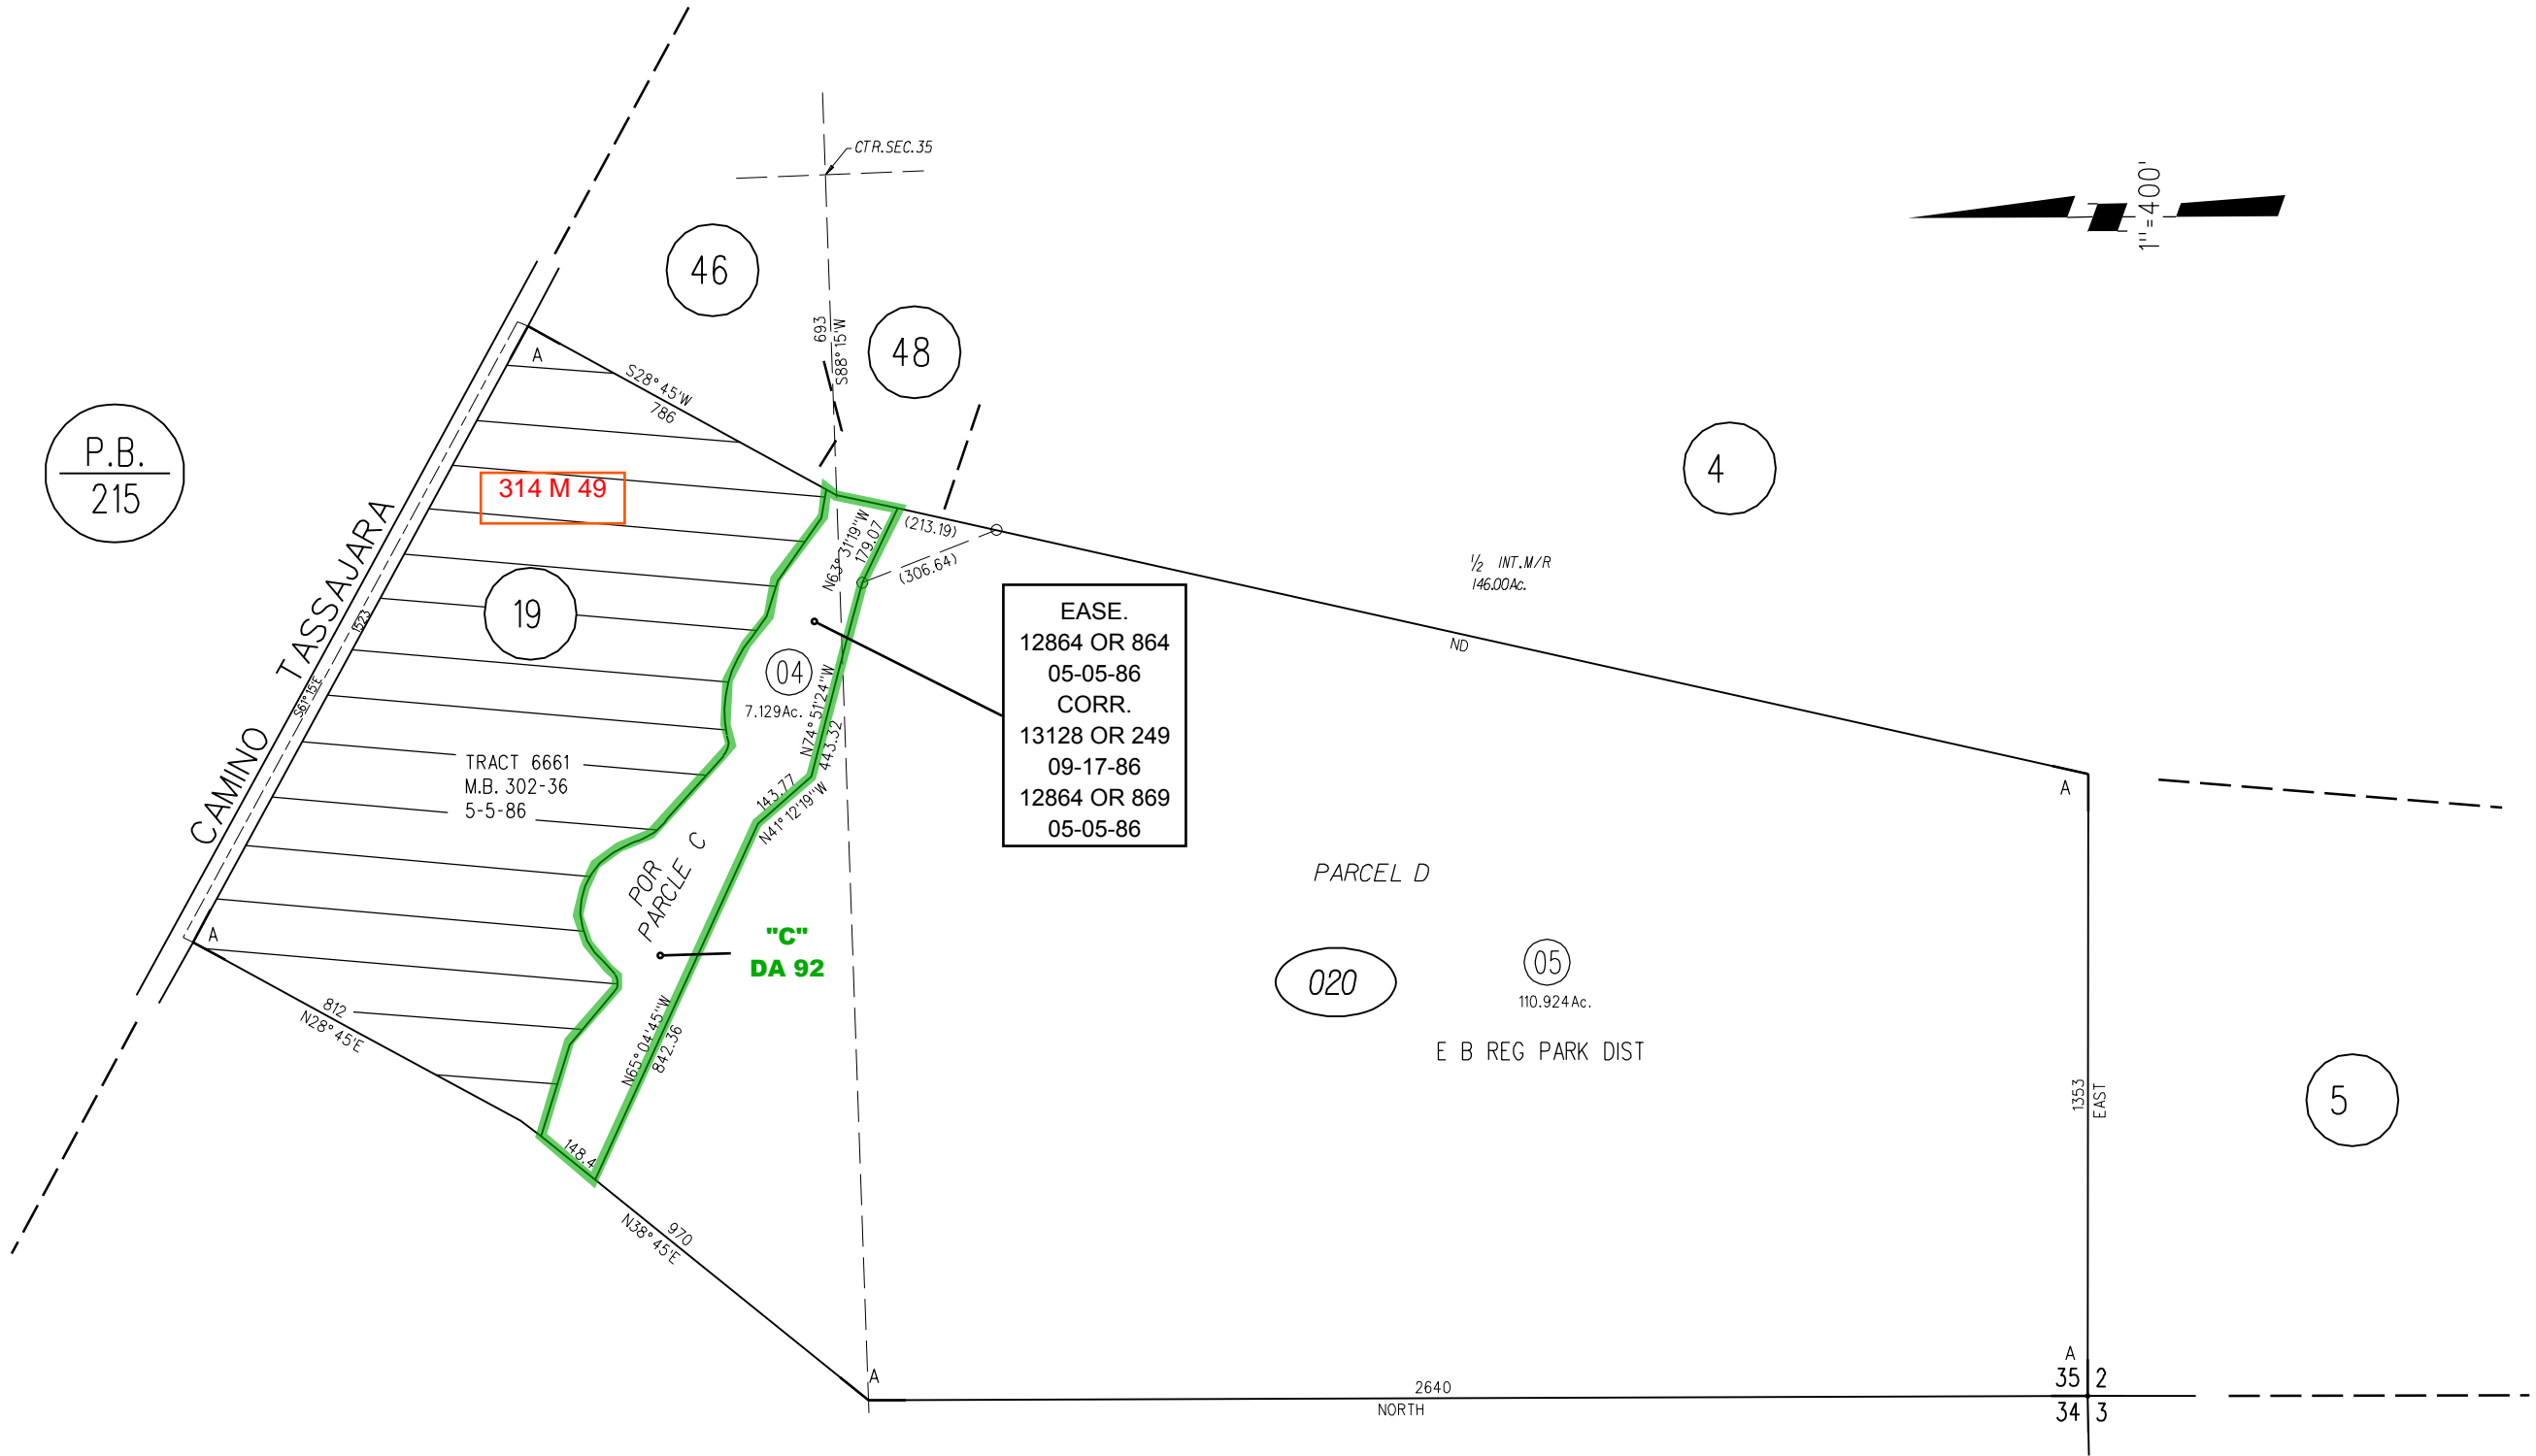 CTR.SEC.35
1"=400'
46
693
S88°15'W
48
A
S28°45'W
786
P.B.
215
4
314 M 49
CAMINO TASSAJARA
(213.19)
N63°31'19"W
179.07
(306.64)
1/2 INT.M/R
146.00Ac.
19
1523
S61°15'E
EASE.
12864 OR 864
05-05-86
CORR.
13128 OR 249
09-17-86
12864 OR 869
05-05-86
ND
04
7.129Ac.
N74°51'24"W
443.32
TRACT 6661
M.B. 302-36
5-5-86
143.77
N41°12'19"W
A
POR
PARCLE C
PARCEL D
"C"
DA 92
A
020
05
110.924Ac.
E B REG PARK DIST
812
N28°45'E
N65°04'45"W
842.36
1353
EAST
5
148.4
970
N38°45'E
A
A
35 2
34 3
2640
NORTH